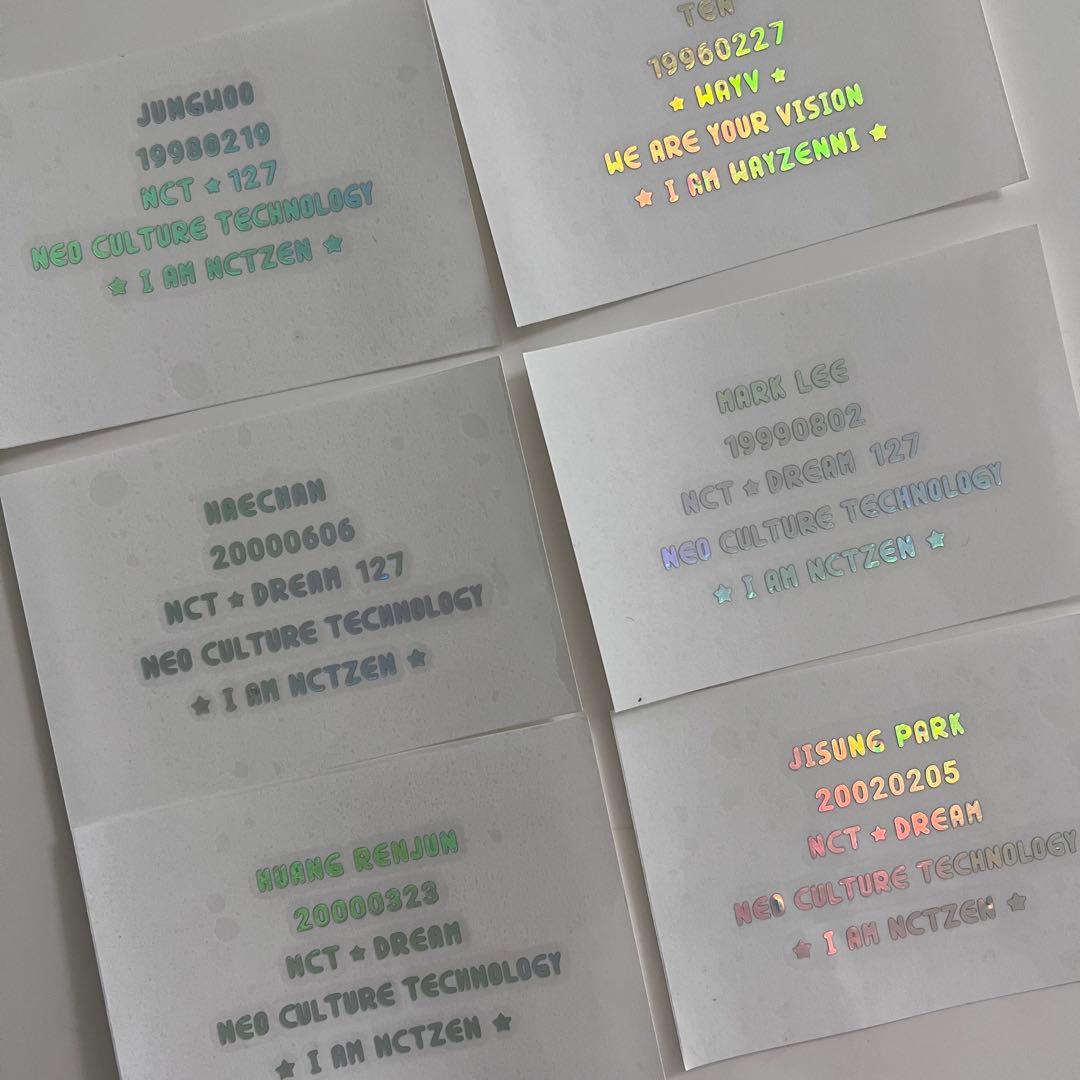 JUNGWOO
19980219
NCT ★ 127
NEO CULTURE TECHNOLOGY
★ I AM NCTZEN ★
TEN
19960227
★ WAYV ★
WE ARE YOUR VISION
★ I AM WAYZENNI ★
HAECHAN
20000606
NCT ★ DREAM 127
NEO CULTURE TECHNOLOGY
★ I AM NCTZEN ★
MARK LEE
19990802
NCT ★ DREAM 127
NEO CULTURE TECHNOLOGY
★ I AM NCTZEN ★
HUANG RENJUN
20000323
NCT ★ DREAM
NEO CULTURE TECHNOLOGY
★ I AM NCTZEN ★
JISUNG PARK
20020205
NCT ★ DREAM
NEO CULTURE TECHNOLOGY
★ I AM NCTZEN ★